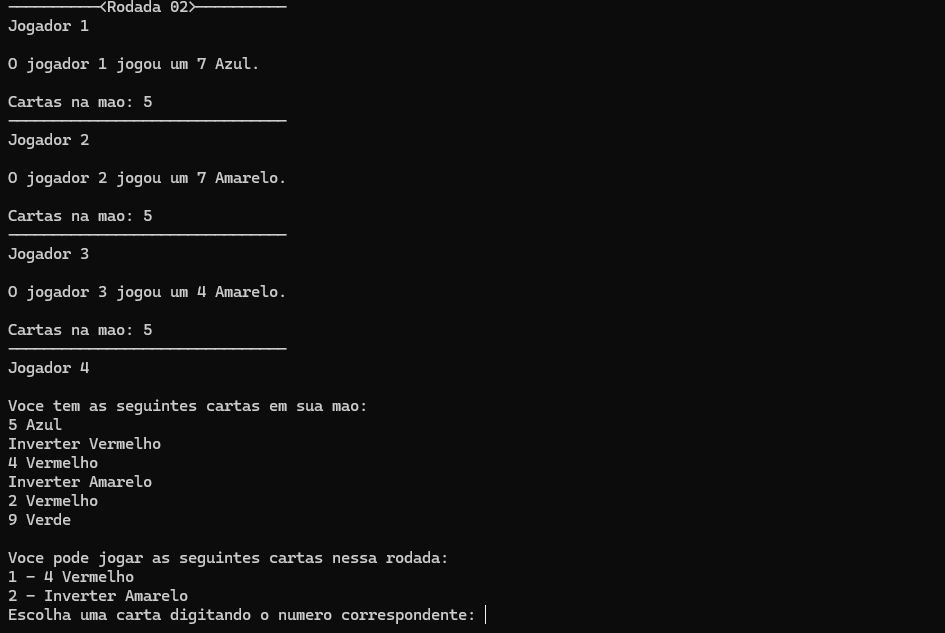 ──────────<Rodada 02>──────────
Jogador 1
O jogador 1 jogou um 7 Azul.
Cartas na mao: 5
───────────────────────────────
Jogador 2
O jogador 2 jogou um 7 Amarelo.
Cartas na mao: 5
───────────────────────────────
Jogador 3
O jogador 3 jogou um 4 Amarelo.
Cartas na mao: 5
───────────────────────────────
Jogador 4
Voce tem as seguintes cartas em sua mao:
5 Azul
Inverter Vermelho
4 Vermelho
Inverter Amarelo
2 Vermelho
9 Verde
Voce pode jogar as seguintes cartas nessa rodada:
1 - 4 Vermelho
2 - Inverter Amarelo
Escolha uma carta digitando o numero correspondente: